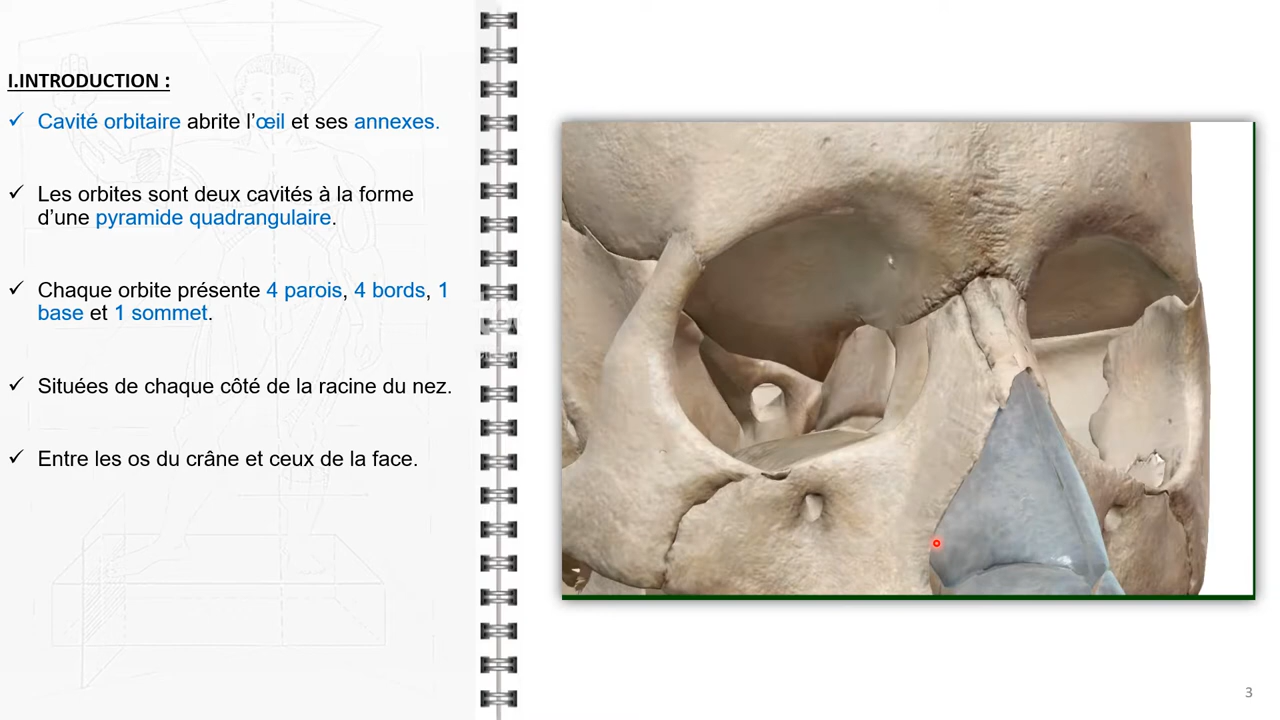 I.INTRODUCTION :
✓ Cavité orbitaire abrite l’œil et ses annexes.
✓ Les orbites sont deux cavités à la forme
d’une pyramide quadrangulaire.
✓ Chaque orbite présente 4 parois, 4 bords, 1
base et 1 sommet.
✓ Situées de chaque côté de la racine du nez.
✓ Entre les os du crâne et ceux de la face.
3